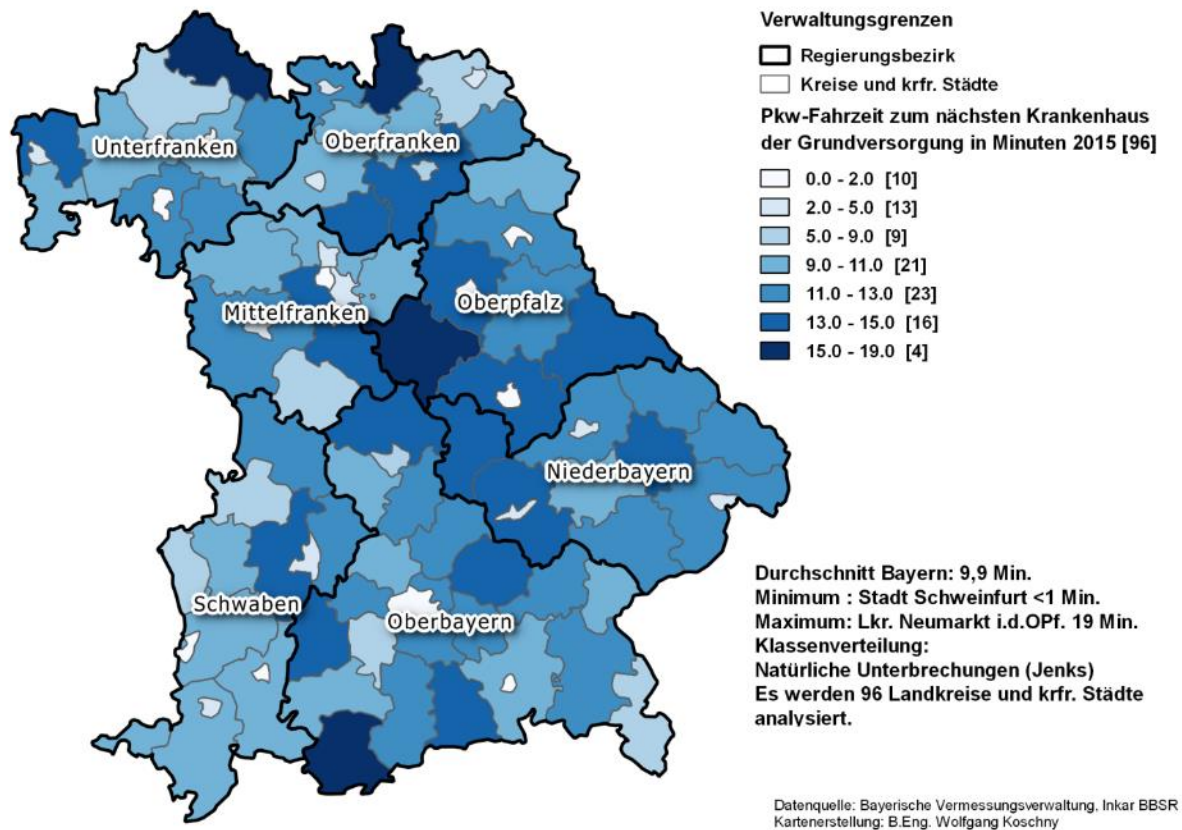 Verwaltungsgrenzen
Regierungsbezirk
Kreise und krfr. Städte
Pkw-Fahrzeit zum nächsten Krankenhaus
der Grundversorgung in Minuten 2015 [96]
0.0 - 2.0 [10]
2.0 - 5.0 [13]
5.0 - 9.0 [9]
9.0 - 11.0 [21]
11.0 - 13.0 [23]
13.0 - 15.0 [16]
15.0 - 19.0 [4]
Unterfranken
Oberfranken
Mittelfranken
Oberpfalz
Niederbayern
Schwaben
Oberbayern
Durchschnitt Bayern: 9,9 Min.
Minimum : Stadt Schweinfurt <1 Min.
Maximum: Lkr. Neumarkt i.d.OPf. 19 Min.
Klassenverteilung:
Natürliche Unterbrechungen (Jenks)
Es werden 96 Landkreise und krfr. Städte
analysiert.
Datenquelle: Bayerische Vermessungsverwaltung, Inkar BBSR
Kartenerstellung: B.Eng. Wolfgang Koschny